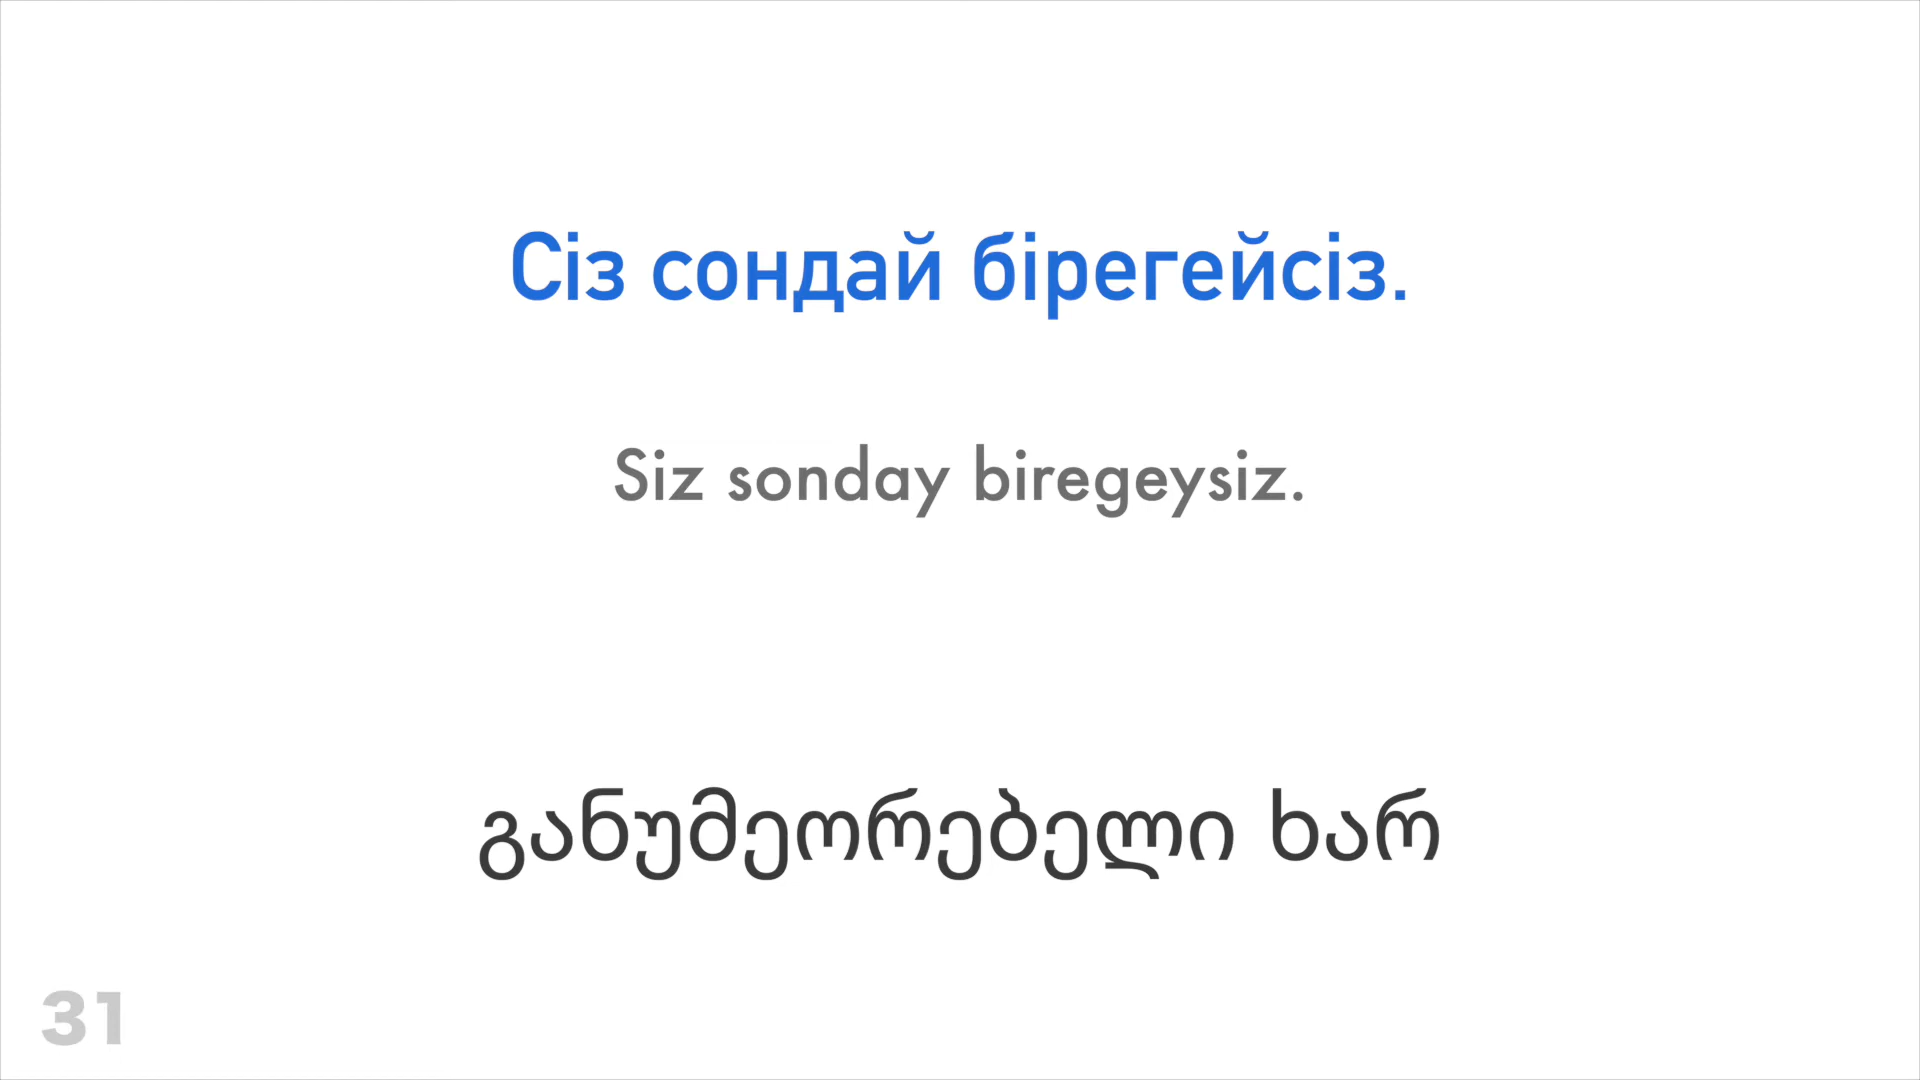 Сіз сондай бірегейсіз.
Siz sonday biregeysiz.
განუმეორებელი ხარ
31